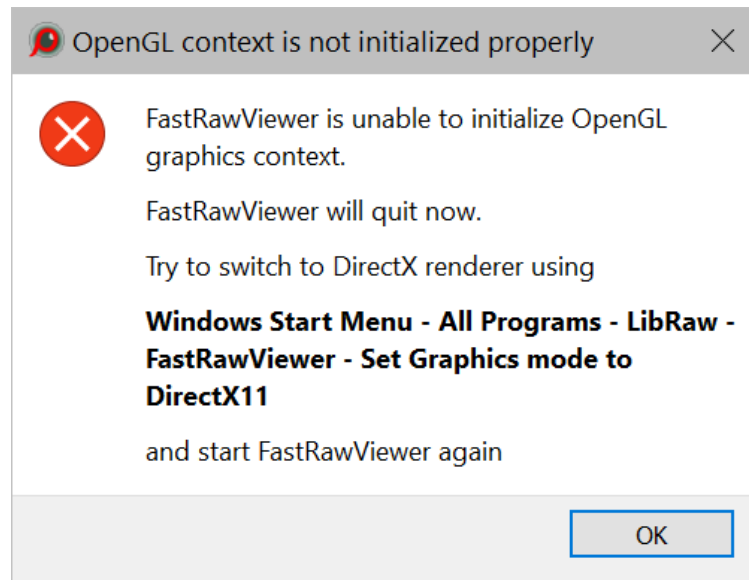 OpenGL context is not initialized properly
FastRawViewer is unable to initialize OpenGL
graphics context.
FastRawViewer will quit now.
Try to switch to DirectX renderer using
Windows Start Menu - All Programs - LibRaw -
FastRawViewer - Set Graphics mode to
DirectX11
and start FastRawViewer again
OK